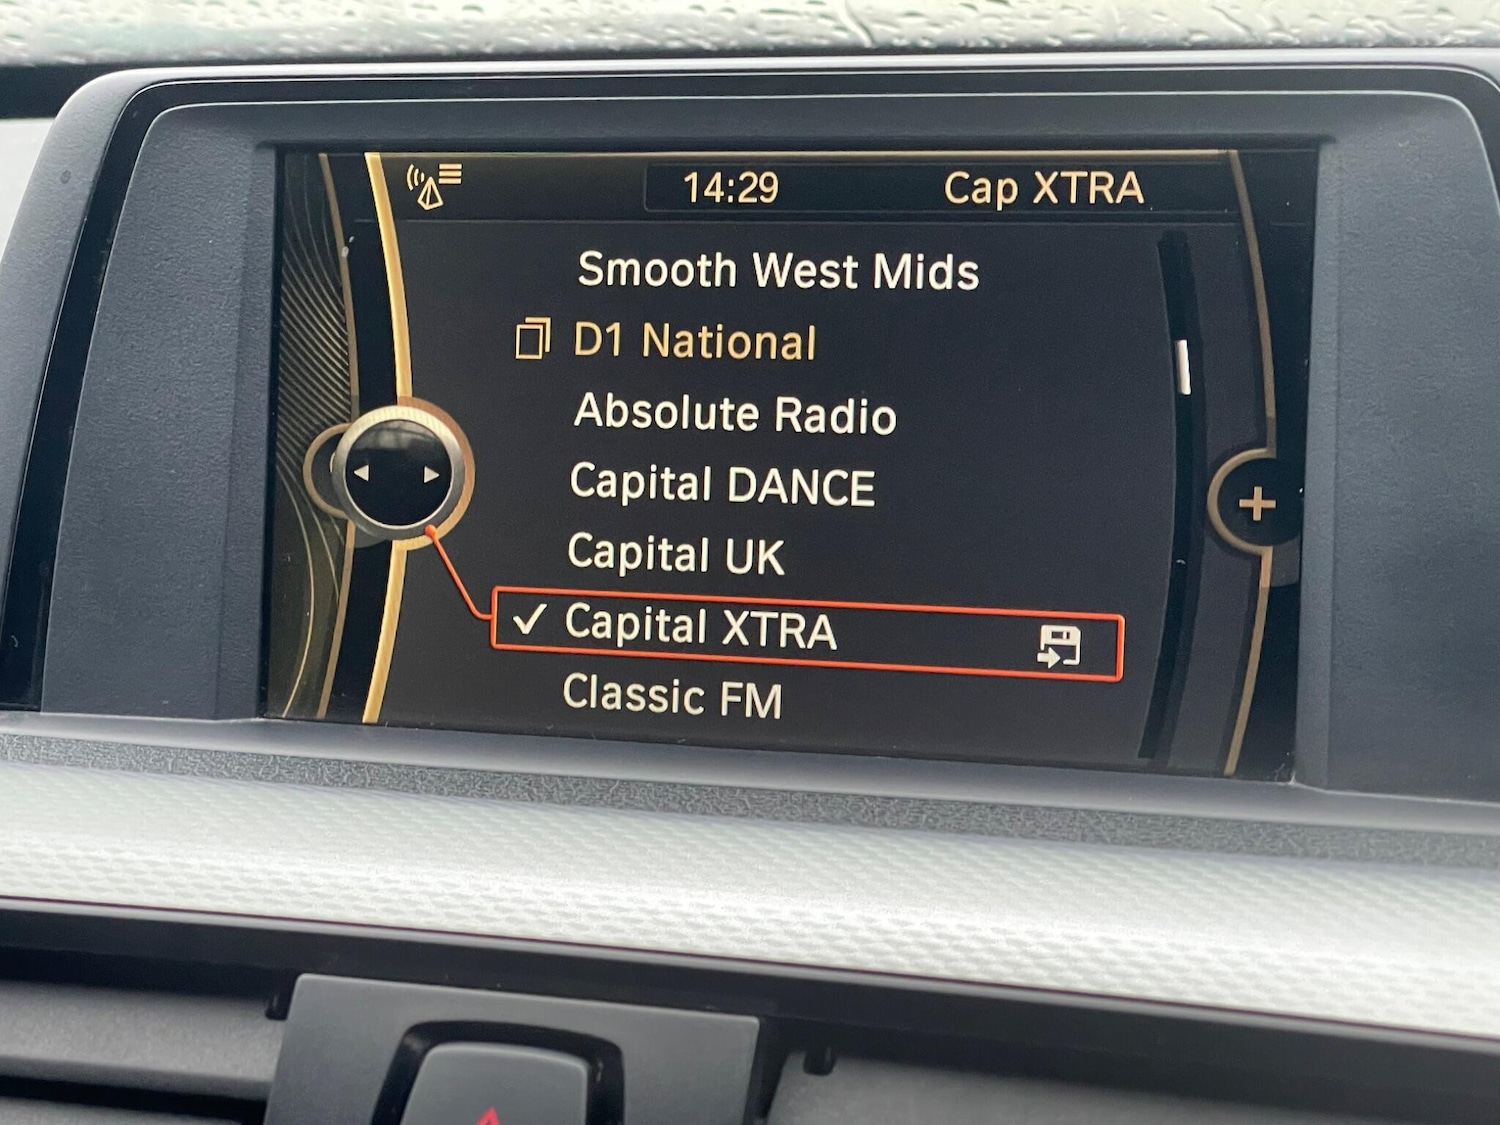 14:29 Cap XTRA
Smooth West Mids
D1 National
Absolute Radio
Capital DANCE
Capital UK
Capital XTRA
Classic FM